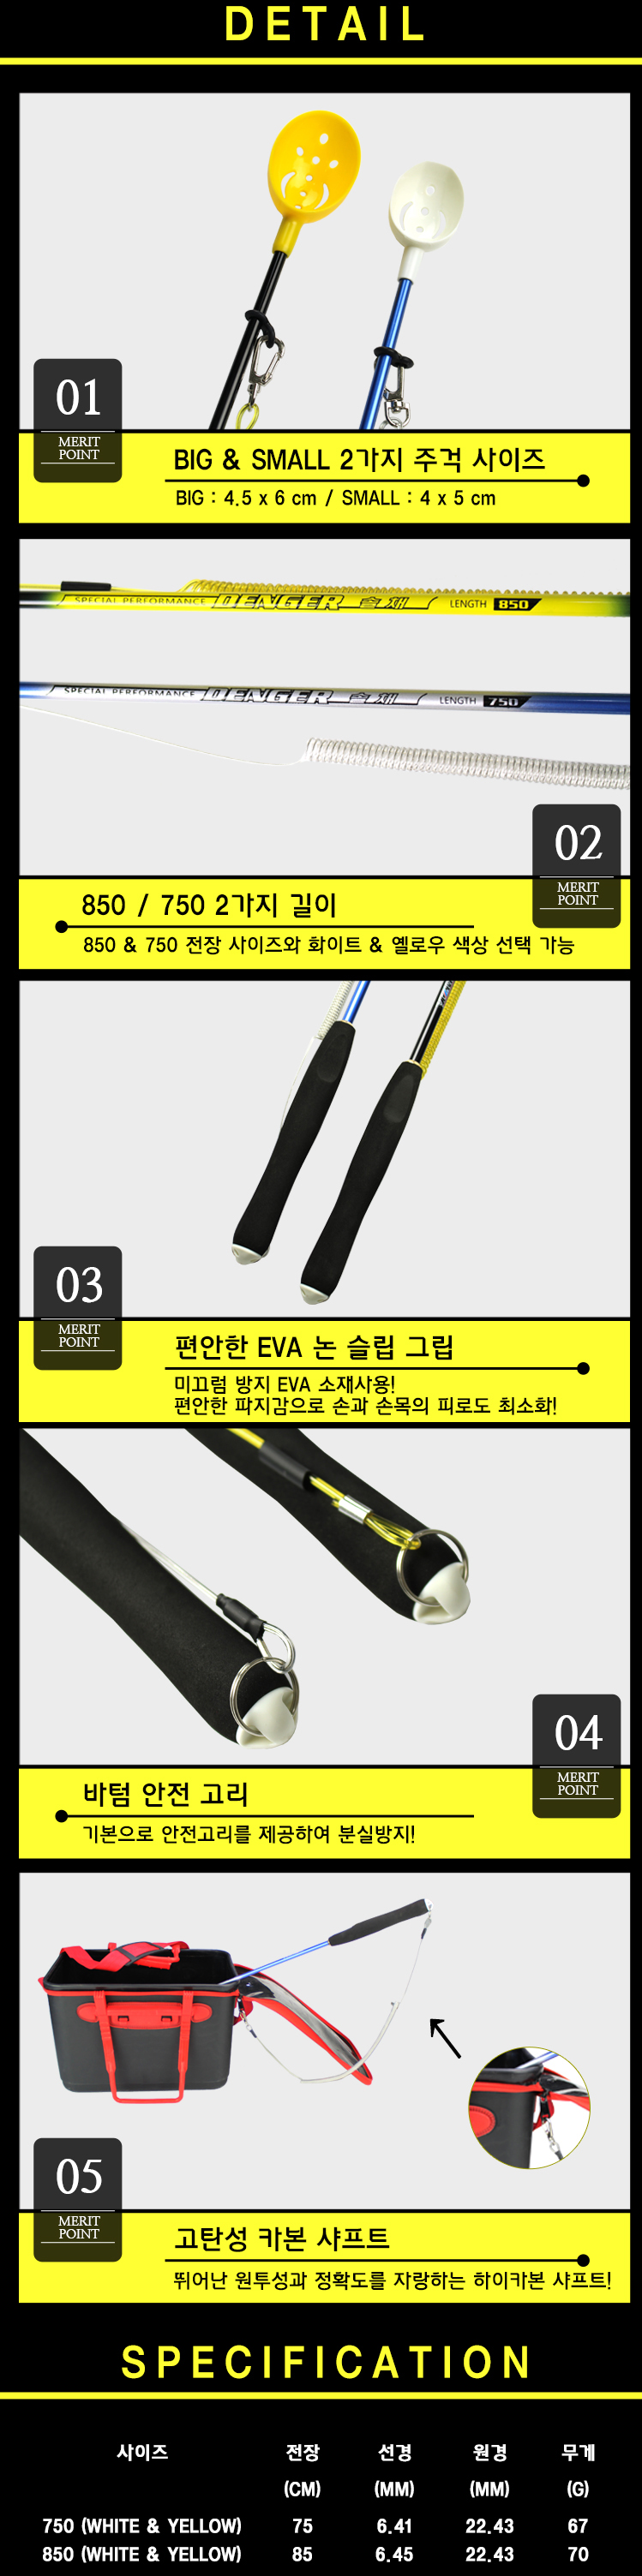 DETAIL
01
MERIT
POINT
BIG & SMALL 2가지 주걱 사이즈
BIG : 4.5 x 6 cm / SMALL : 4 x 5 cm
SPECIAL PERFORMANCE DENGER 솔채 LENGTH 850
SPECIAL PERFORMANCE DENGER 솔채 LENGTH 750
02
MERIT
POINT
850 / 750 2가지 길이
850 & 750 전장 사이즈와 화이트 & 옐로우 색상 선택 가능
03
MERIT
POINT
편안한 EVA 논 슬립 그립
미끄럼 방지 EVA 소재사용!
편안한 파지감으로 손과 손목의 피로도 최소화!
04
MERIT
POINT
바텀 안전 고리
기본으로 안전고리를 제공하여 분실방지!
05
MERIT
POINT
고탄성 카본 샤프트
뛰어난 원투성과 정확도를 자랑하는 하이카본 샤프트!
SPECIFICATION
사이즈 전장 선경 원경 무게
(CM) (MM) (MM) (G)
750 (WHITE & YELLOW) 75 6.41 22.43 67
850 (WHITE & YELLOW) 85 6.45 22.43 70